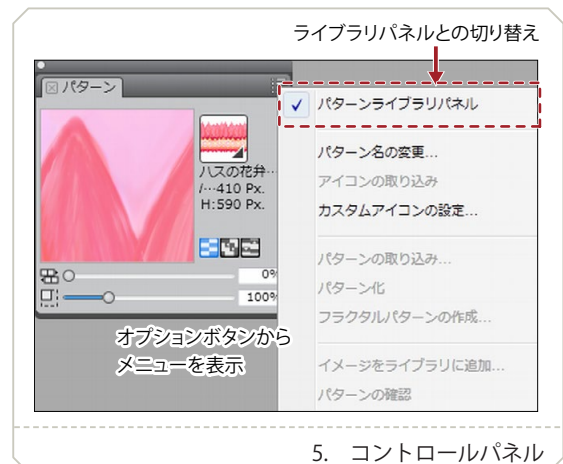 ライブラリパネルとの切り替え
パターン
ハスの花弁…
/…410 Px.
H:590 Px.
0%
100%
オプションボタンから
メニューを表示
パターンライブラリパネル
パターン名の変更...
アイコンの取り込み
カスタムアイコンの設定...
パターンの取り込み...
パターン化
フラクタルパターンの作成...
イメージをライブラリに追加...
パターンの確認
5. コントロールパネル